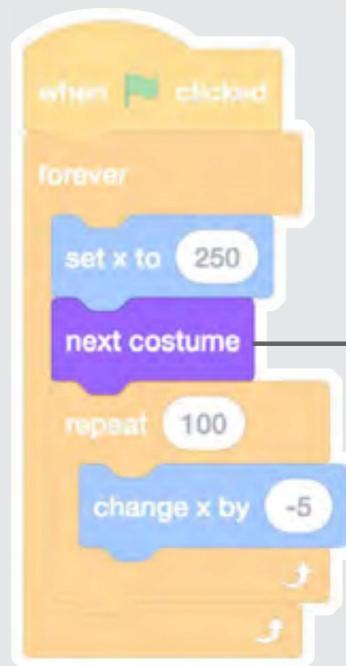 when clicked
forever
set x to 250
next costume
repeat 100
change x by -5